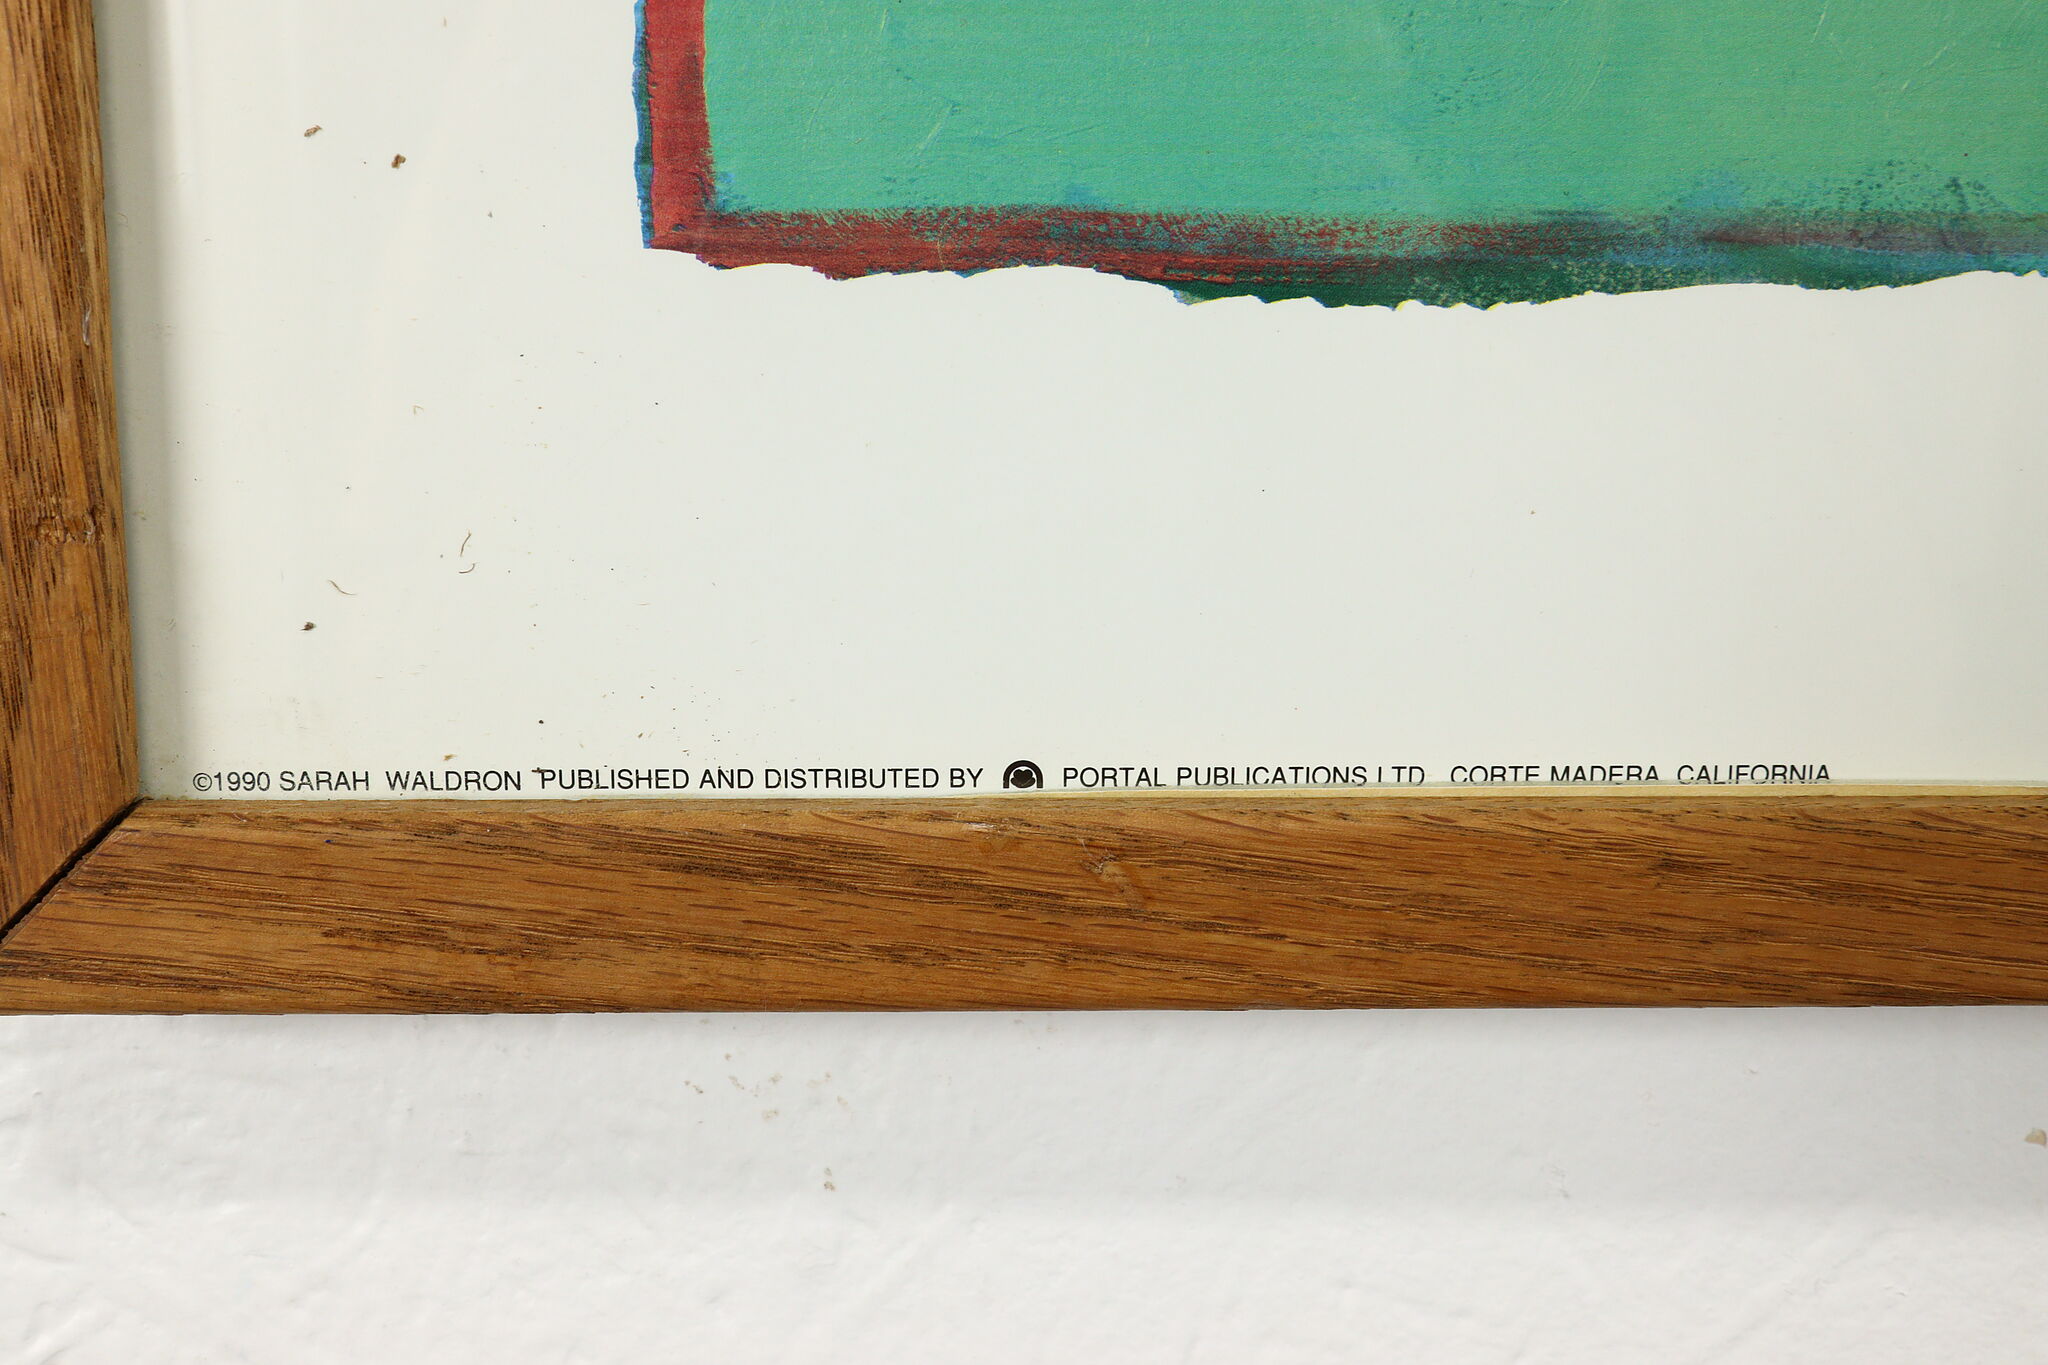 ©1990 SARAH WALDRON PUBLISHED AND DISTRIBUTED BY PORTAL PUBLICATIONS LTD. CORTE MADERA, CALIFORNIA